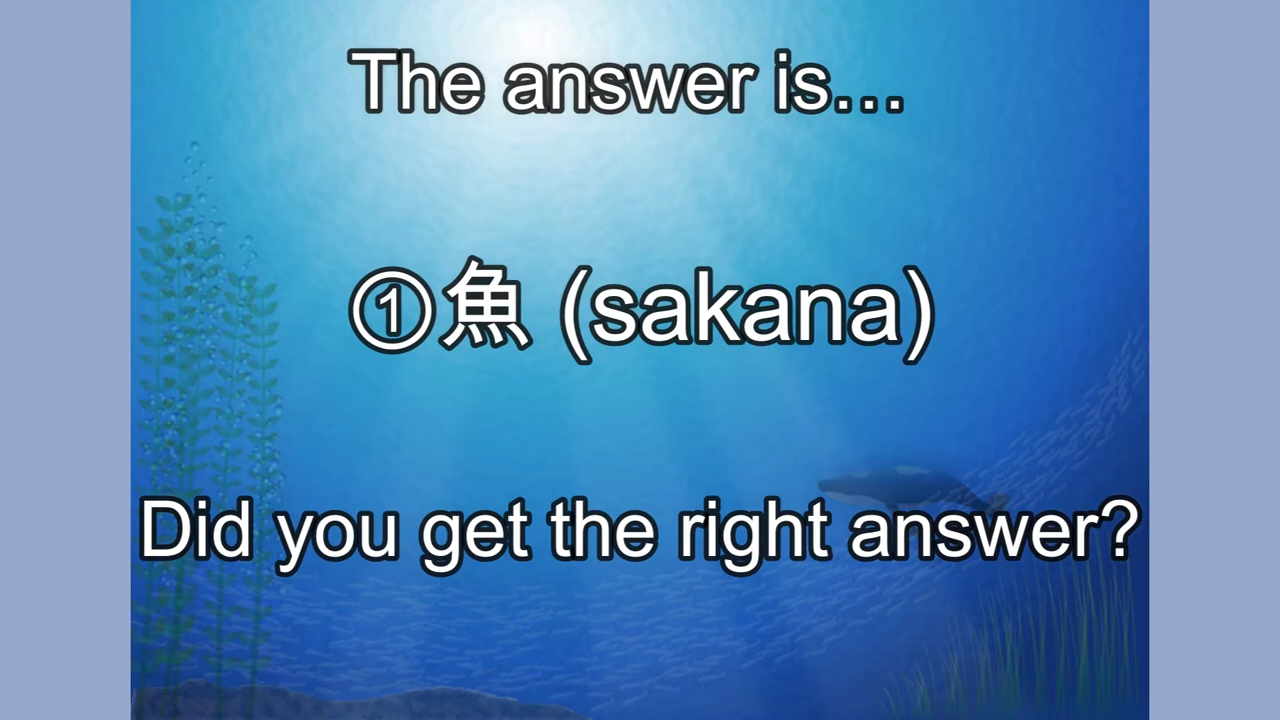 The answer is...
①魚 (sakana)
Did you get the right answer?